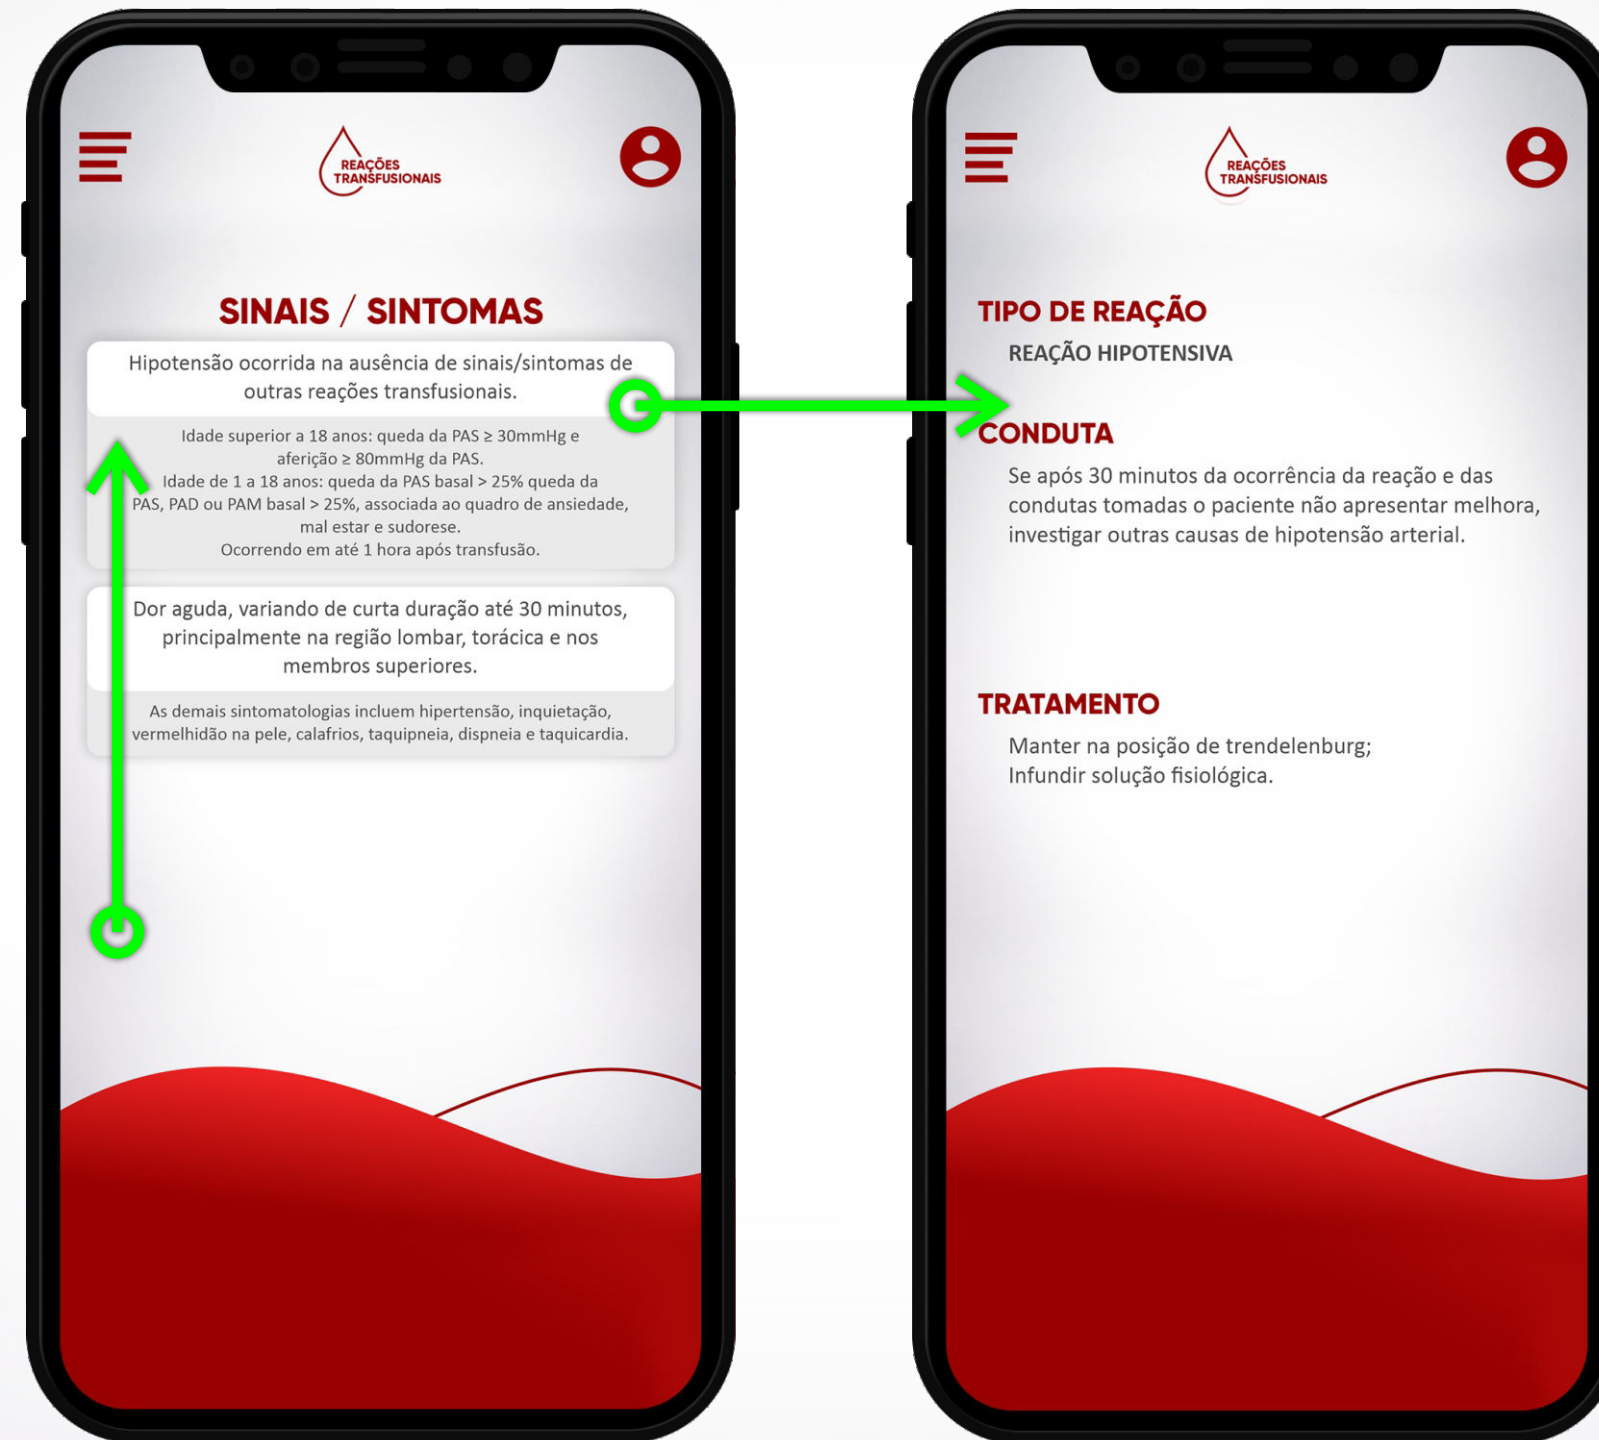 REAÇÕES
TRANSFUSIONAIS
SINAIS / SINTOMAS
Hipotensão ocorrida na ausência de sinais/sintomas de
outras reações transfusionais.
Idade superior a 18 anos: queda da PAS ≥ 30mmHg e
aferição ≥ 80mmHg da PAS.
Idade de 1 a 18 anos: queda da PAS basal > 25% queda da
PAS, PAD ou PAM basal > 25%, associada ao quadro de ansiedade,
mal estar e sudorese.
Ocorrendo em até 1 hora após transfusão.
Dor aguda, variando de curta duração até 30 minutos,
principalmente na região lombar, torácica e nos
membros superiores.
As demais sintomatologias incluem hipertensão, inquietação,
vermelhidão na pele, calafrios, taquipneia, dispneia e taquicardia.
REAÇÕES
TRANSFUSIONAIS
TIPO DE REAÇÃO
REAÇÃO HIPOTENSIVA
CONDUTA
Se após 30 minutos da ocorrência da reação e das
condutas tomadas o paciente não apresentar melhora,
investigar outras causas de hipotensão arterial.
TRATAMENTO
Manter na posição de trendelenburg;
Infundir solução fisiológica.